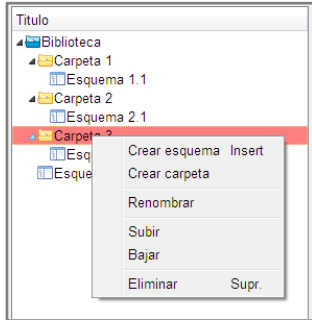 Titulo
Biblioteca
Carpeta 1
Esquema 1.1
Carpeta 2
Esquema 2.1
Carpeta 3
Crear esquema Insert
Crear carpeta
Renombrar
Subir
Bajar
Eliminar Supr.